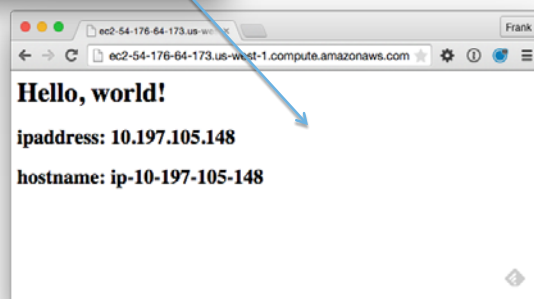 Frank
ec2-54-176-64-173.us-we
ec2-54-176-64-173.us-west-1.compute.amazonaws.com
Hello, world!
ipaddress: 10.197.105.148
hostname: ip-10-197-105-148